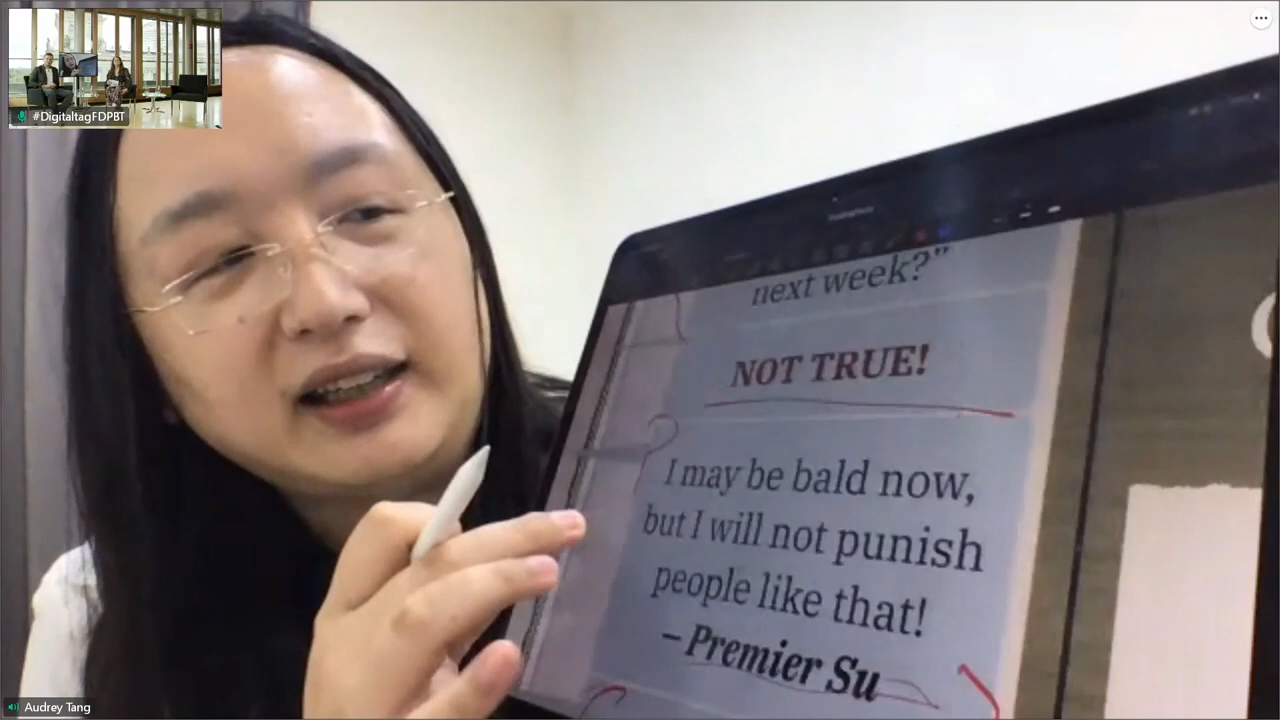 #DigitaltagFDPBT
next week?"
NOT TRUE!
I may be bald now,
but I will not punish
people like that!
– Premier Su
Audrey Tang